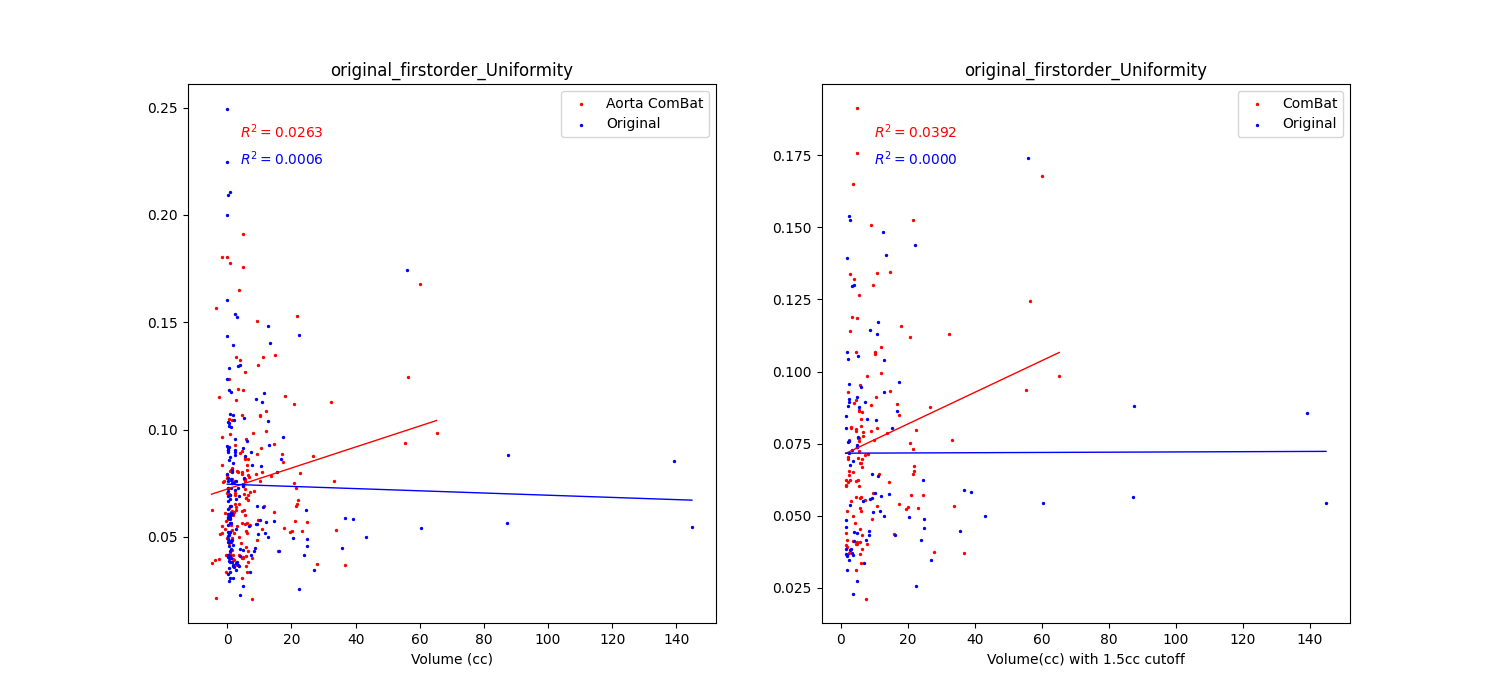 original_firstorder_Uniformity
Aorta ComBat
Original
R² = 0.0263
R² = 0.0006
0.25
0.20
0.15
0.10
0.05
0 20 40 60 80 100 120 140
Volume (cc)
original_firstorder_Uniformity
ComBat
Original
R² = 0.0392
R² = 0.0000
0.175
0.150
0.125
0.100
0.075
0.050
0.025
0 20 40 60 80 100 120 140
Volume(cc) with 1.5cc cutoff